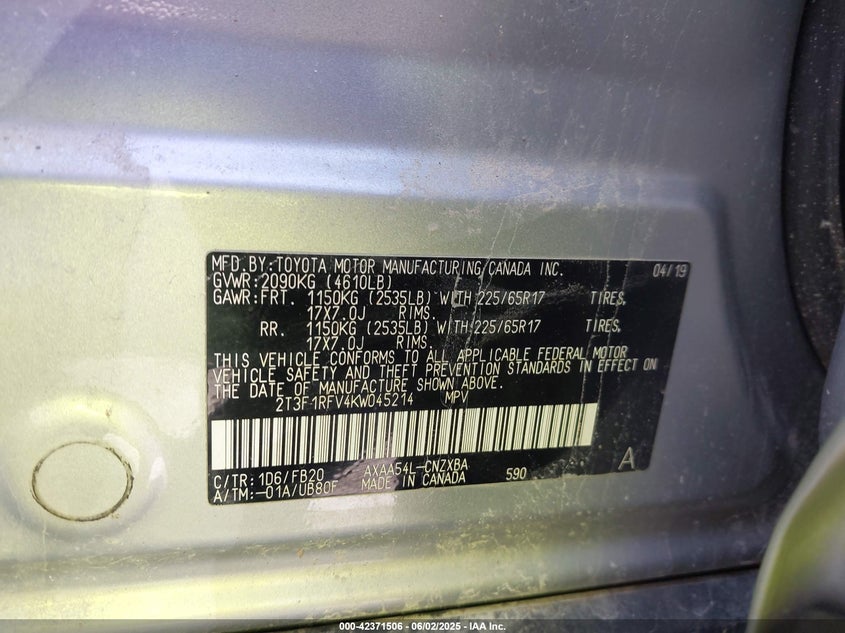 MFD.BY:TOYOTA MOTOR MANUFACTURING CANADA INC. 04/19
GVWR:2090KG (4610LB)
GAWR:FRT. 1150KG (2535LB) WITH 225/65R17 TIRES,
17X7.0J RIMS.
RR. 1150KG (2535LB) WITH 225/65R17 TIRES,
17X7.0J RIMS.
THIS VEHICLE CONFORMS TO ALL APPLICABLE FEDERAL MOTOR
VEHICLE SAFETY AND THEFT PREVENTION STANDARDS IN EFFECT ON
THE DATE OF MANUFACTURE SHOWN ABOVE.
2T3F1RFV4KW045214 MPV
C/TR:1D6/FB20 AXAA54L-CNZXBA 590 A
A/TM:-01A/UB80F MADE IN CANADA
000-42371506 | 06/02/2025 - © IAA Inc.